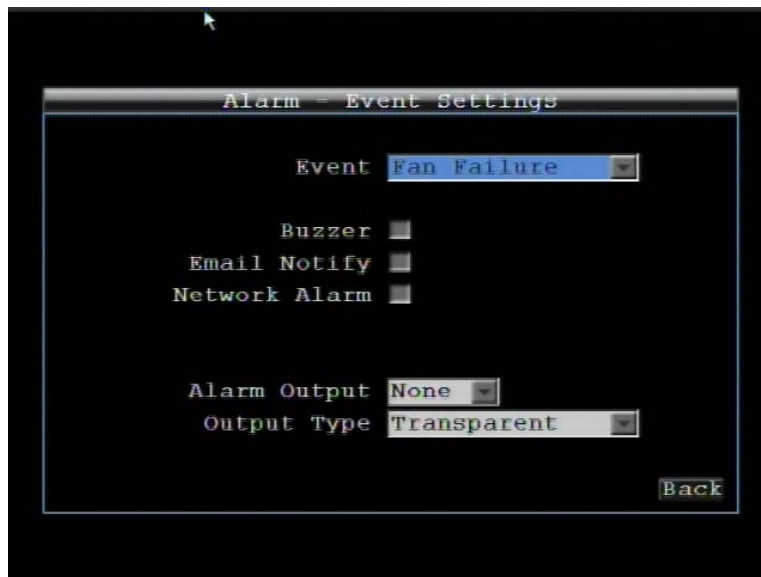 Alarm - Event Settings
Event Fan Failure
Buzzer
Email Notify
Network Alarm
Alarm Output None
Output Type Transparent
Back